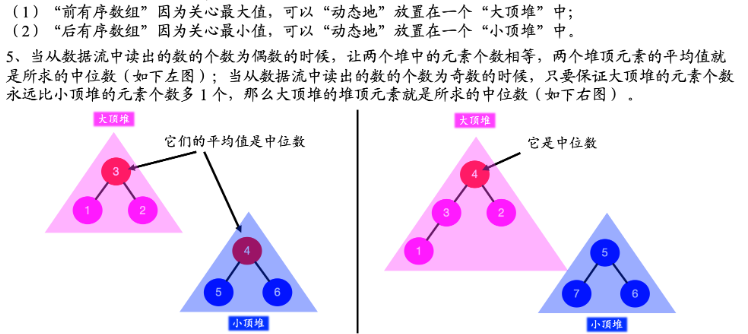 （1）“前有序数组”因为关心最大值，可以“动态地”放置在一个“大顶堆”中；
（2）“后有序数组”因为关心最小值，可以“动态地”放置在一个“小顶堆”中。
5、当从数据流中读出的数的个数为偶数的时候，让两个堆中的元素个数相等，两个堆顶元素的平均值就
是所求的中位数（如下左图）；当从数据流中读出的数的个数为奇数的时候，只要保证大顶堆的元素个数
永远比小顶堆的元素个数多1个，那么大顶堆的堆顶元素就是所求的中位数（如下右图）。
大顶堆
它们的平均值是中位数
3
1
2
4
5
6
小顶堆
大顶堆
它是中位数
4
3
2
1
5
7
6
小顶堆